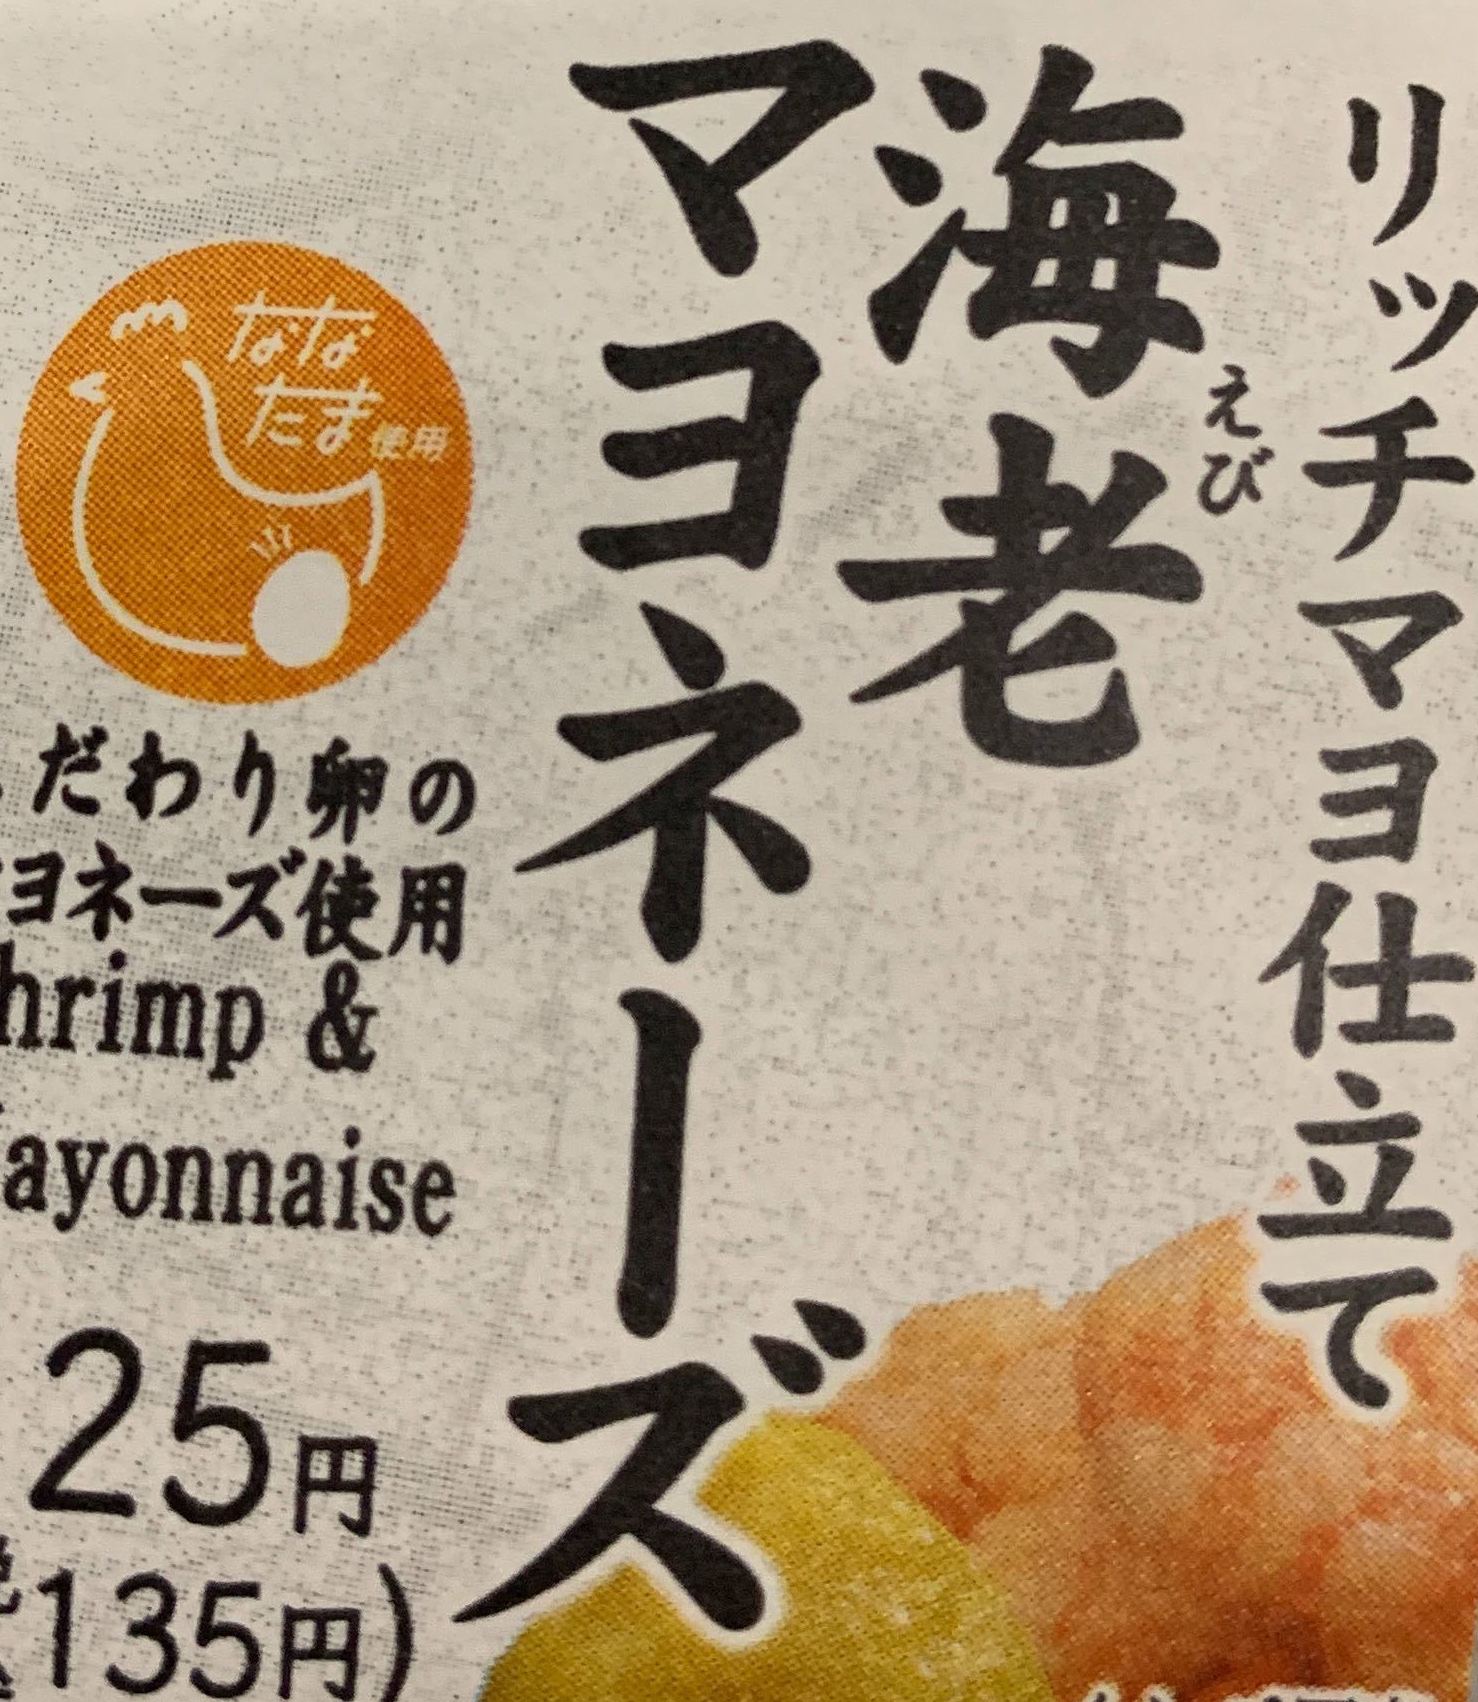 リッチマヨ仕立て
海老
えび
マヨネーズ
ななたま使用
だわり卵の
ヨネーズ使用
hrimp &
ayonnaise
25円
135円)